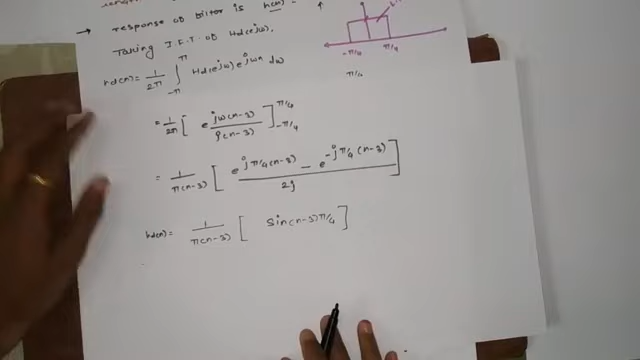 → response of filter is h(n).
Taking I.F.T. of Hd(e^jω),
hd(n) = 1/2π ∫_{-π}^{π} Hd(e^jω) e^jωn dω
-π/4 π/4
π/4
= 1/2π [ e^{jω(n-3)} / j(n-3) ]_{-π/4}^{π/4}
= 1/π(n-3) [ e^{jπ/4(n-3)} - e^{-jπ/4(n-3)} / 2j ]
hd(n) = 1/π(n-3) [ sin(n-3)π/4 ]